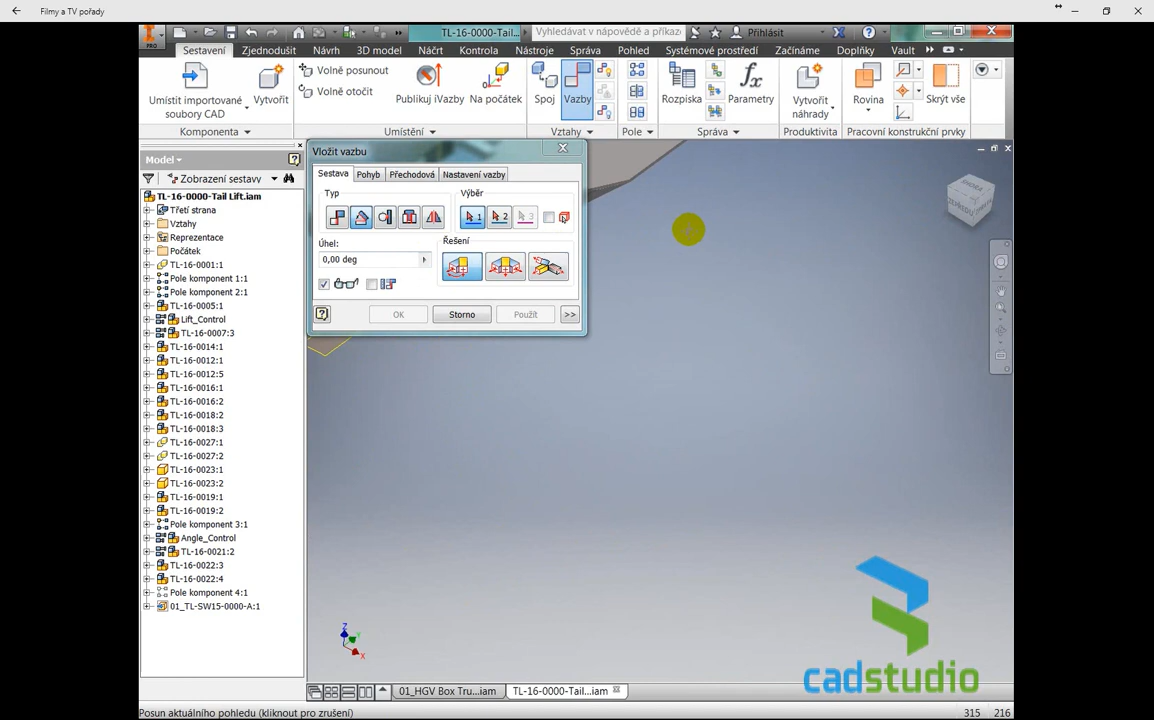 Filmy a TV pořady
PRO
TL-16-0000-Tail...
Vyhledávat v nápovědě a příkaze
Přihlásit
Sestavení
Zjednodušit
Návrh
3D model
Načrt
Kontrola
Nástroje
Správa
Pohled
Systémové prostředí
Začínáme
Doplňky
Vault
Umístit importované
soubory CAD
Vytvořit
Volně posunout
Volně otočit
Publikuj iVazby
Na počátek
Spoj
Vazby
Rozpiska
fx
Parametry
Vytvořit
náhrady
Rovina
Skrýt vše
Komponenta
Umístění
Vztahy
Pole
Správa
Produktivita
Pracovní konstrukční prvky
Model
Zobrazení sestavy
TL-16-0000-Tail Lift.iam
Třetí strana
Vztahy
Reprezentace
Počátek
TL-16-0001:1
Pole komponent 1:1
Pole komponent 2:1
TL-16-0005:1
Lift_Control
TL-16-0007:3
TL-16-0014:1
TL-16-0012:1
TL-16-0012:5
TL-16-0016:1
TL-16-0016:2
TL-16-0018:2
TL-16-0018:3
TL-16-0027:1
TL-16-0027:2
TL-16-0023:1
TL-16-0023:2
TL-16-0019:1
TL-16-0019:2
Pole komponent 3:1
Angle_Control
TL-16-0021:2
TL-16-0022:3
TL-16-0022:4
Pole komponent 4:1
01_TL-SW15-0000-A:1
Vložit vazbu
Sestava
Pohyb
Přechodová
Nastavení vazby
Typ
Výběr
1
2
3
Úhel:
0,00 deg
Řešení
OK
Storno
Použít
>>
Z
Y
X
cadstudio
01_HGV Box Tru...iam
TL-16-0000-Tail...iam
Posun aktuálního pohledu (kliknout pro zrušení)
315
216